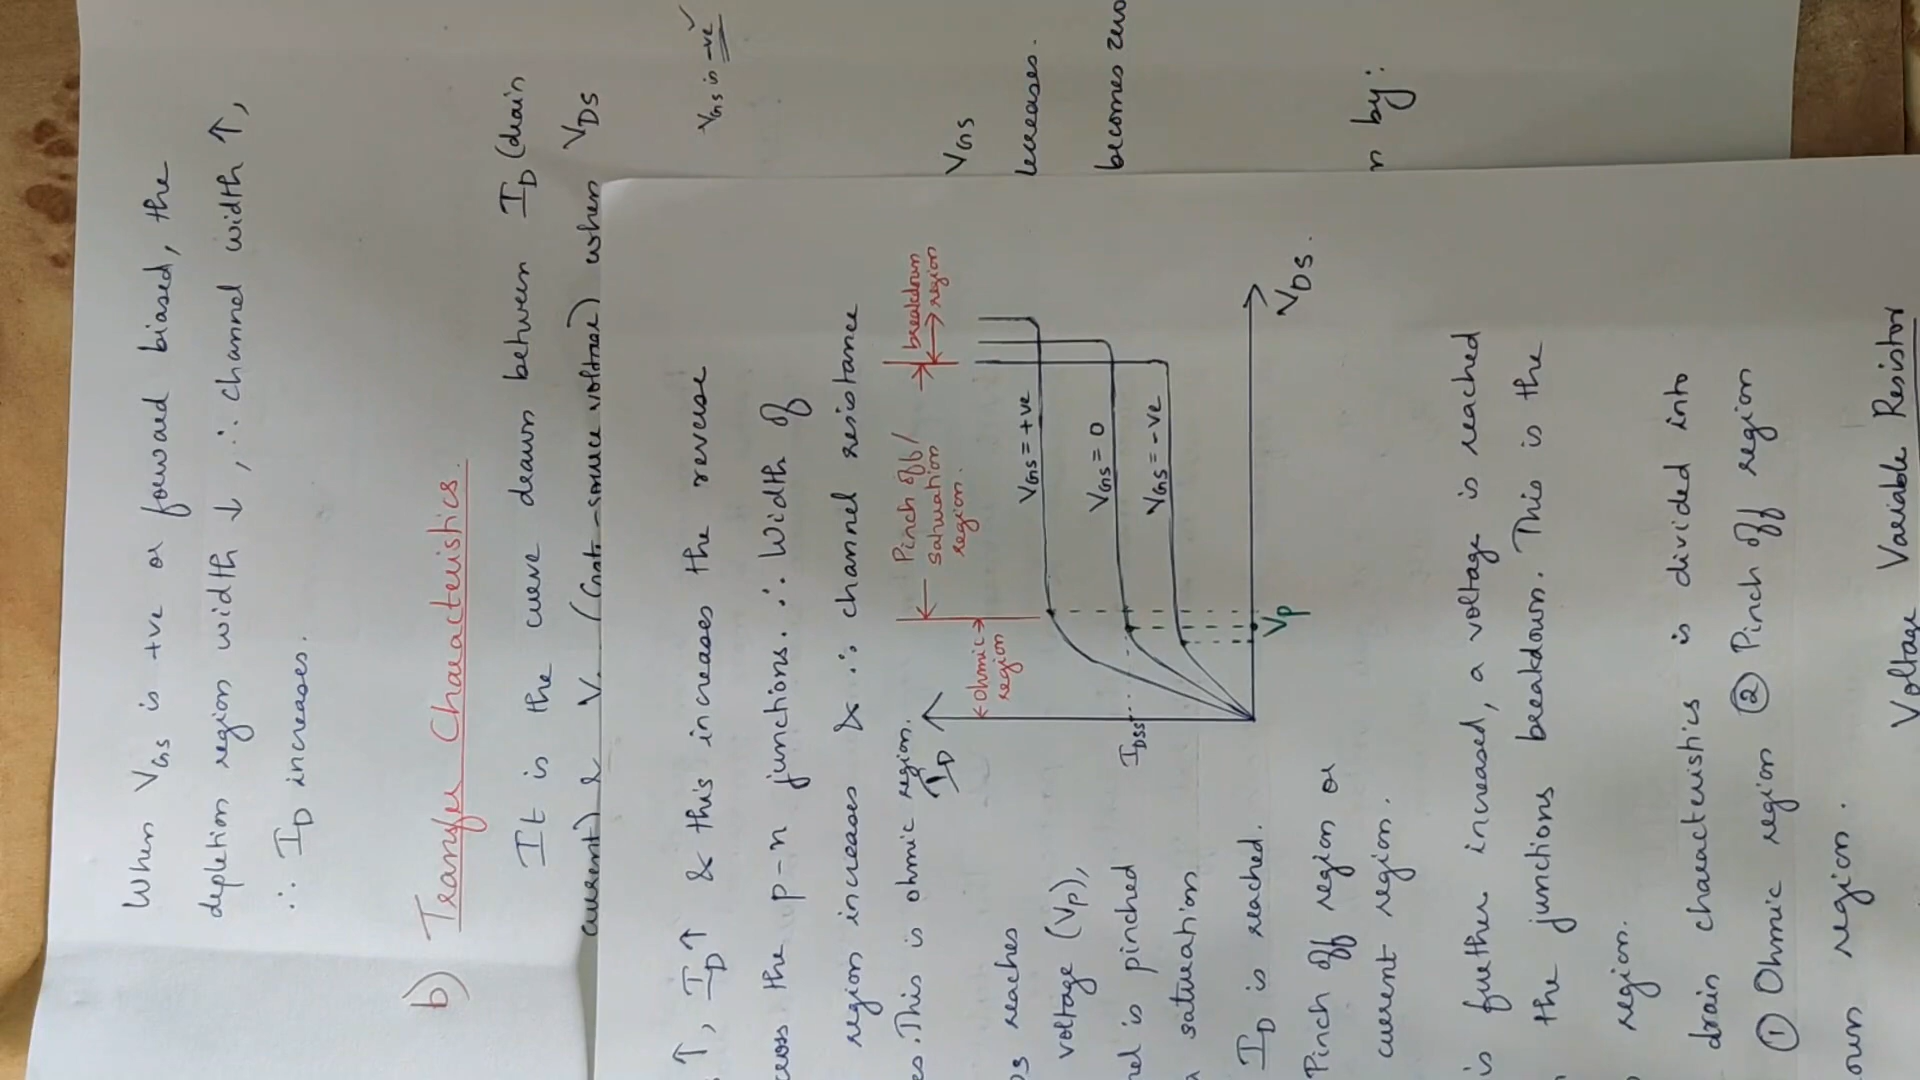 When VGS is +ve or forward biased, the
depletion region width ↓, ∴ channel width ↑,
∴ ID increases.
b) Transfer Characteristics.
It is the curve drawn between ID (drain
current) & V (Gate-source voltage) when VDS
VGS is -ve
VGS
becomes zero
n by:
↑, ID↑ & this increases the reverse
the p-n junctions. ∴ Width of
region increases & ∴ channel resistance
This is ohmic region.
reaches
voltage (Vp),
is pinched
saturation
ID is reached.
Pinch off region or
current region.
ID
IDSS
←ohmic→
region
← Pinch off/
saturation
region.
→ breakdown
↔ region
VGS = +ve
VGS = 0
VGS = -ve
Vp
VDS.
is further increased, a voltage is reached
the junctions breakdown. This is the
region.
drain characteristics is divided into
① Ohmic region ② Pinch off region
region.
Voltage Variable Resistor